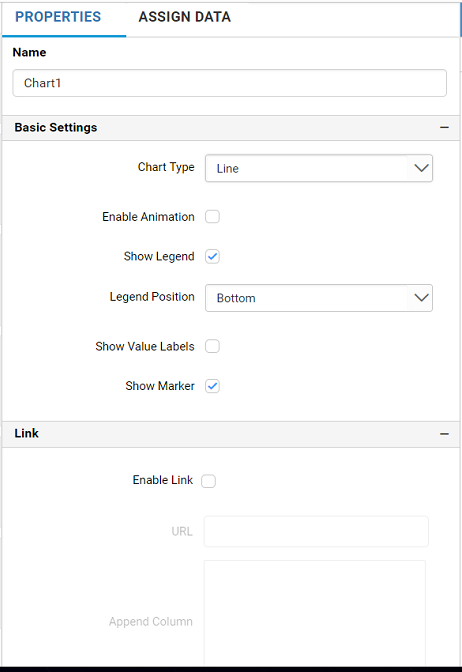 PROPERTIES ASSIGN DATA
Name
Chart1
Basic Settings
Chart Type Line
Enable Animation
Show Legend
Legend Position Bottom
Show Value Labels
Show Marker
Link
Enable Link
URL
Append Column